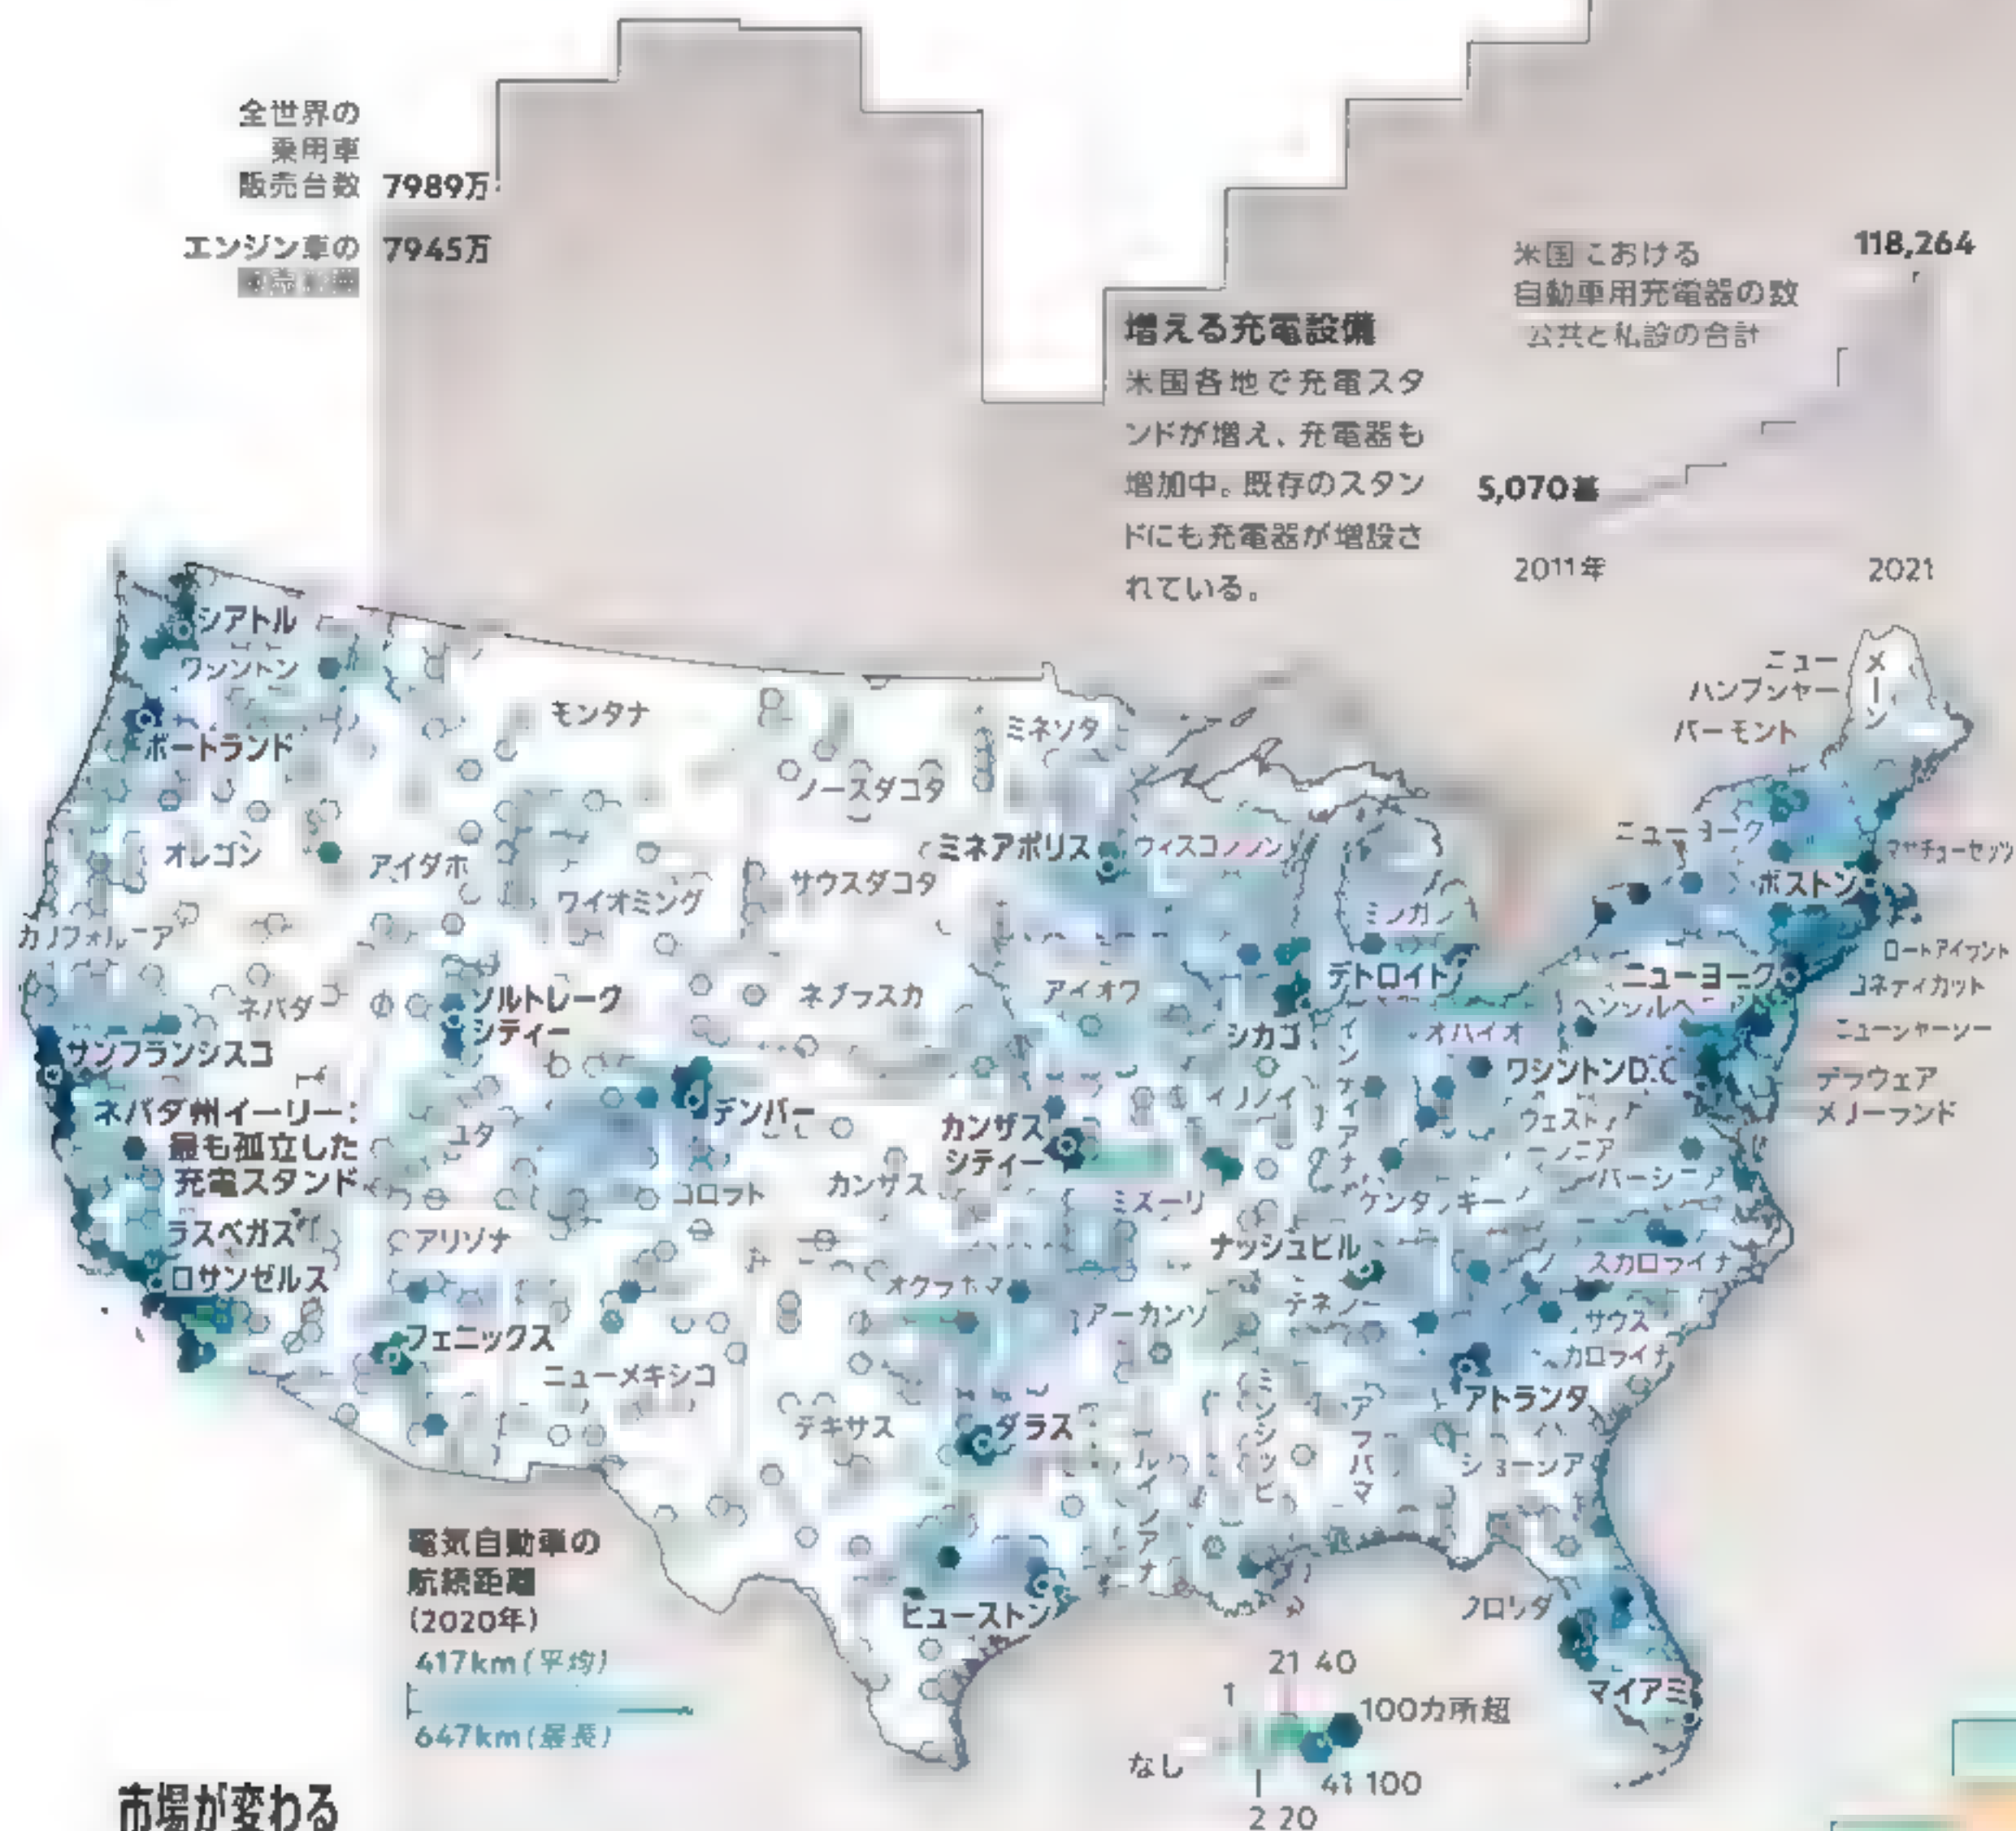 全世界の
乗用車
販売台数 7989万
エンジン車の 7945万
米国における
自動車用充電器の数
公共と私設の合計
118,264
5,070基
2011年
2021
増える充電設備
米国各地で充電スタ
ンドが増え、充電器も
増加中。既存のスタン
ドにも充電器が増設さ
れている。
シアトル
ワシントン
ポートランド
モンタナ
ミネソタ
ニュー
ハンプシャー
メーン
バーモント
ノースダコタ
オレゴン
アイダホ
ミネアポリス
ウィスコンシン
ニューヨーク
マサチューセッツ
ワイオミング
サウスダコタ
ボストン
ミシガン
カリフォルニア
ロードアイランド
ネバダ
ソルトレーク
シティー
ネブラスカ
アイオワ
デトロイト
ニューヨーク
コネティカット
シカゴ
オハイオ
ニュージャージー
サンフランシスコ
ワシントンD.C.
デラウェア
メリーランド
ネバダ州イーリー：
最も孤立した
充電スタンド
ユタ
デンバー
カンザス
シティー
イリノイ
インディアナ
コロラド
カンザス
ミズーリ
ケンタッキー
バージニア
ラスベガス
アリゾナ
ナッシュビル
ロサンゼルス
オクラホマ
アーカンソー
テネシー
サウス
カロライナ
フェニックス
ニューメキシコ
テキサス
ダラス
ミシシッピ
アラバマ
アトランタ
ジョージア
ルイジアナ
ヒューストン
フロリダ
マイアミ
電気自動車の
航続距離
(2020年)
417km(平均)
647km(最長)
なし
1
2 20
21 40
41 100
100カ所超
市場が変わる